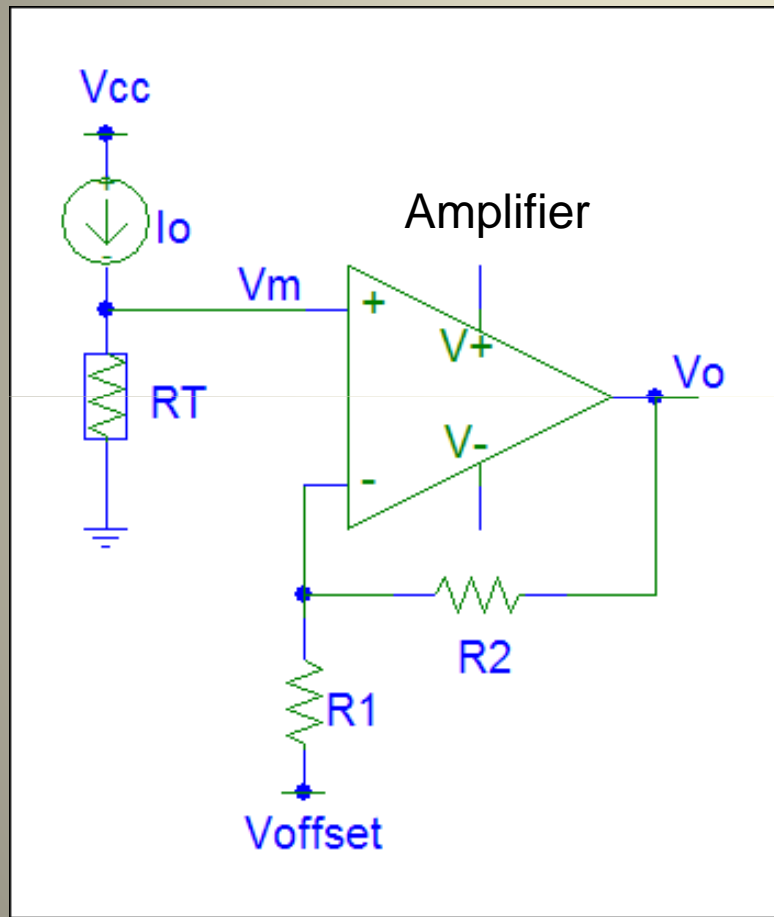 Vcc
+
Io
-
Amplifier
Vm
+
V+
RT
Vo
V-
-
R2
R1
Voffset